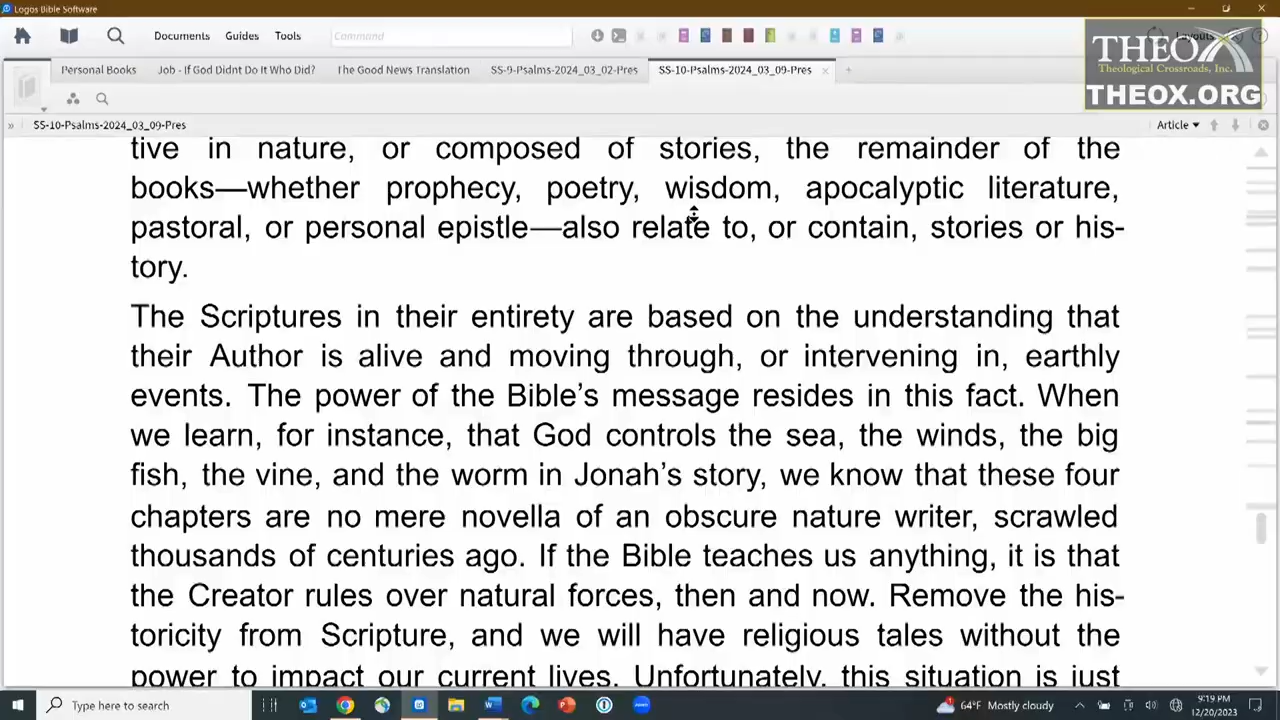 Logos Bible Software
Documents Guides Tools Command Layouts
THEOX
Theological Crossroads, Inc.
THEOX.ORG
Personal Books Job - If God Didnt Do It Who Did? The Good News Trans SS-09-Psalms-2024_03_02-Pres SS-10-Psalms-2024_03_09-Pres
SS-10-Psalms-2024_03_09-Pres Article
tive in nature, or composed of stories, the remainder of the
books—whether prophecy, poetry, wisdom, apocalyptic literature,
pastoral, or personal epistle—also relate to, or contain, stories or his-
tory.
The Scriptures in their entirety are based on the understanding that
their Author is alive and moving through, or intervening in, earthly
events. The power of the Bible’s message resides in this fact. When
we learn, for instance, that God controls the sea, the winds, the big
fish, the vine, and the worm in Jonah’s story, we know that these four
chapters are no mere novella of an obscure nature writer, scrawled
thousands of centuries ago. If the Bible teaches us anything, it is that
the Creator rules over natural forces, then and now. Remove the his-
toricity from Scripture, and we will have religious tales without the
power to impact our current lives. Unfortunately, this situation is just
Type here to search 64°F Mostly cloudy 9:19 PM
12/20/2023